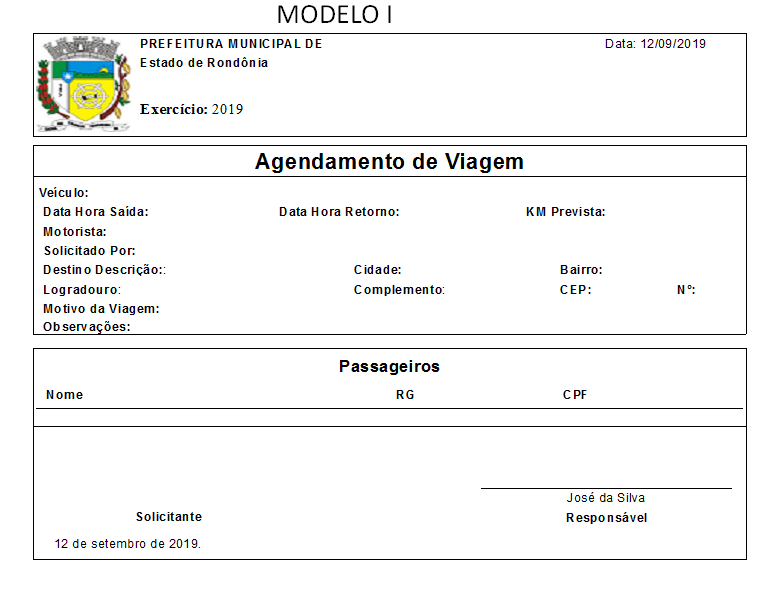 MODELO I
PREFEITURA MUNICIPAL DE
Data: 12/09/2019
Estado de Rondônia
Exercício: 2019
Agendamento de Viagem
Veículo:
Data Hora Saída: Data Hora Retorno: KM Prevista:
Motorista:
Solicitado Por:
Destino Descrição:: Cidade: Bairro:
Logradouro: Complemento: CEP: Nº:
Motivo da Viagem:
Observações:
Passageiros
Nome RG CPF
José da Silva
Solicitante Responsável
12 de setembro de 2019.